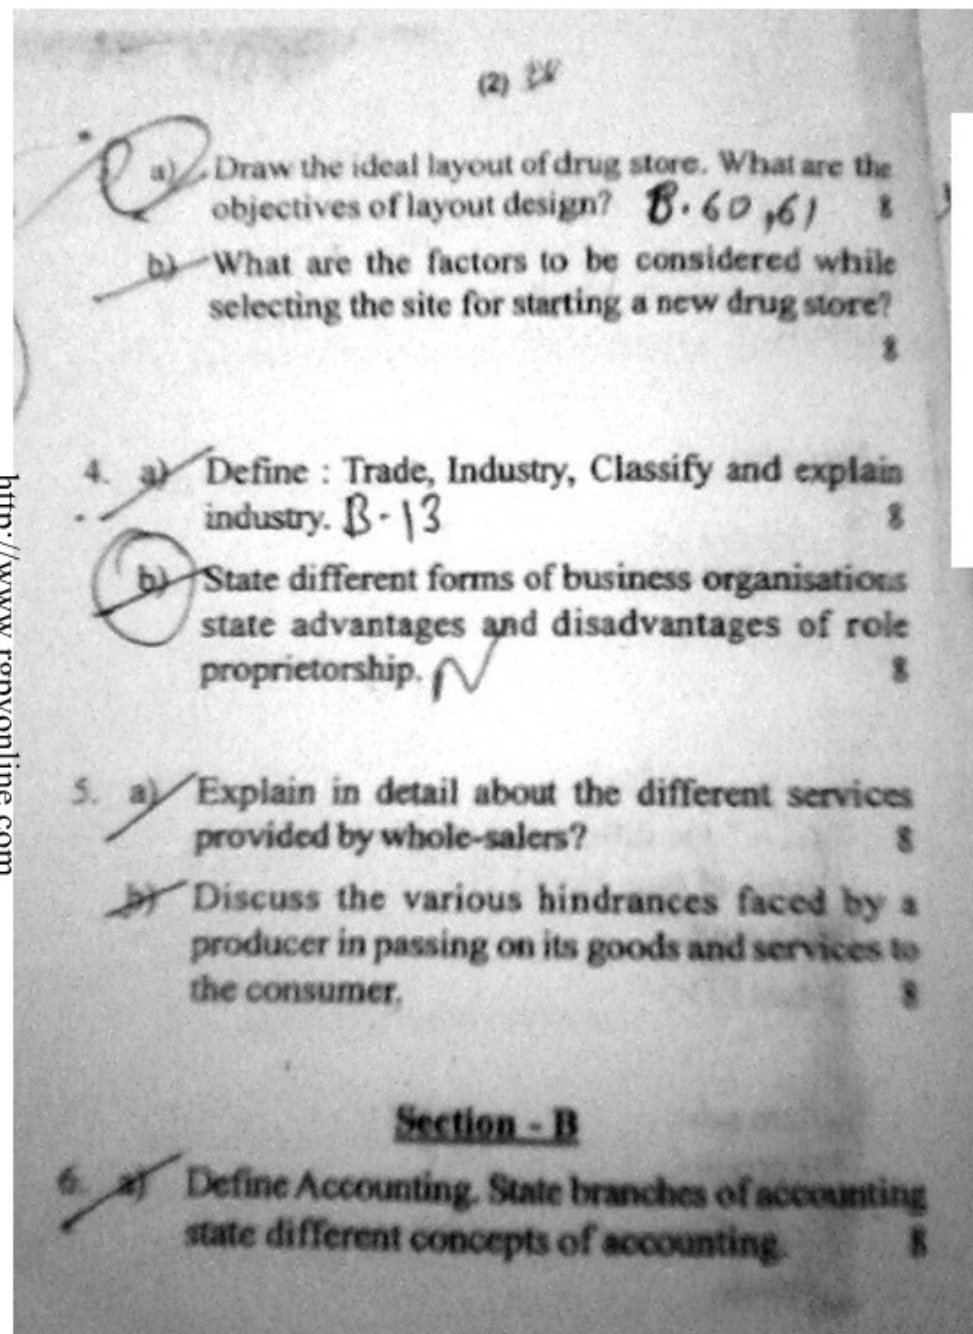 (2)
a) Draw the ideal layout of drug store. What are the
objectives of layout design? B.60,61 8
b) What are the factors to be considered while
selecting the site for starting a new drug store?
8
4. a) Define : Trade, Industry, Classify and explain
industry. B-13 8
b) State different forms of business organisations
state advantages and disadvantages of role
proprietorship. N 8
5. a) Explain in detail about the different services
provided by whole-salers? 8
b) Discuss the various hindrances faced by a
producer in passing on its goods and services to
the consumer. 8
Section - B
6. a) Define Accounting. State branches of accounting
state different concepts of accounting. 8
http://www.rgpvonline.com